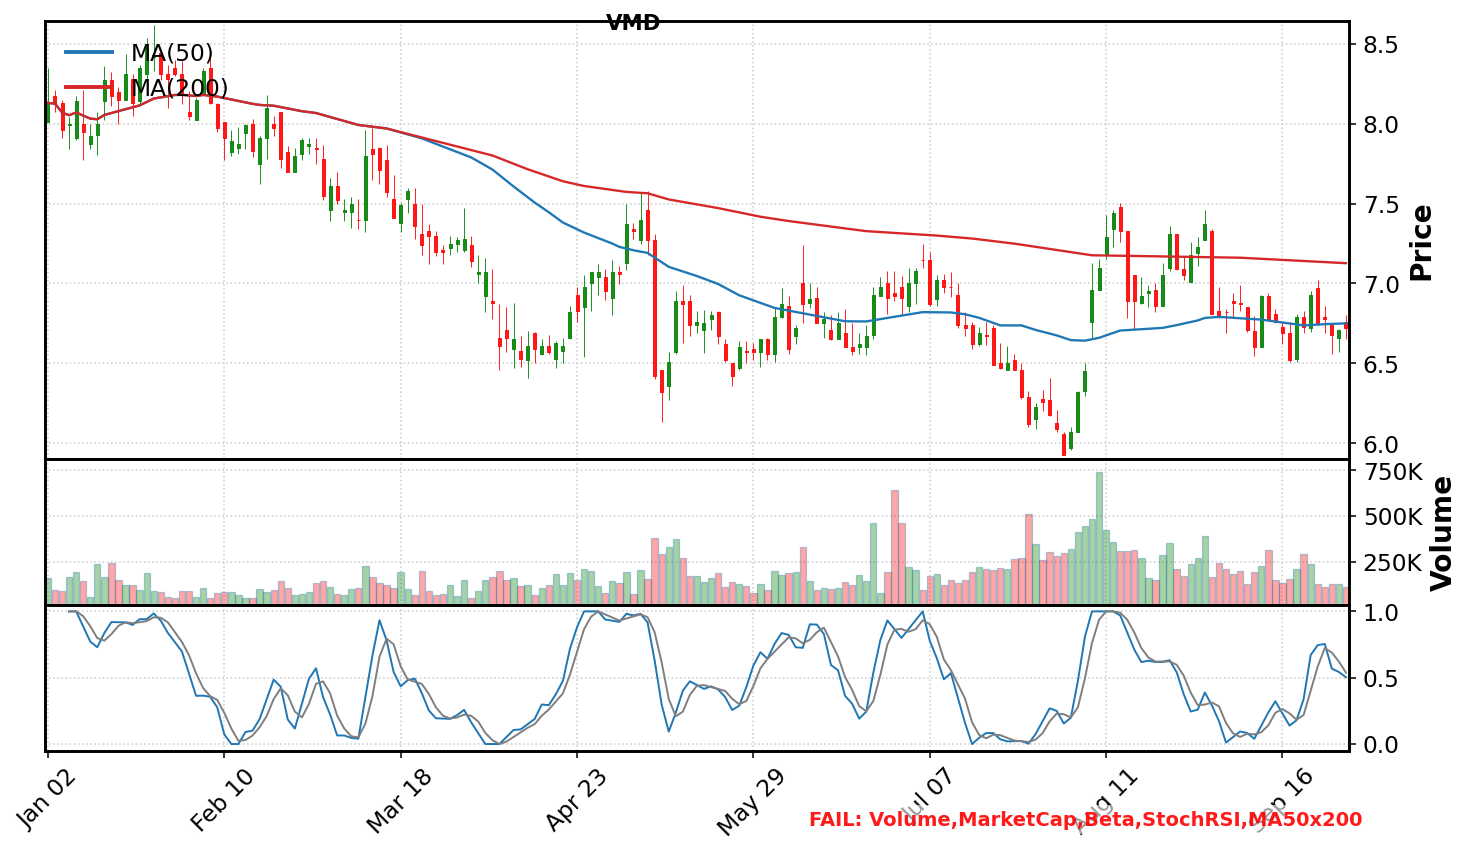 VMD
MA(50)
MA(200)
8.5
8.0
7.5
7.0
6.5
6.0
Price
750K
500K
250K
Volume
1.0
0.5
0.0
Jan 02
Feb 10
Mar 18
Apr 23
May 29
Jul 07
Aug 11
Sep 16
FAIL: Volume,MarketCap,Beta,StochRSI,MA50x200